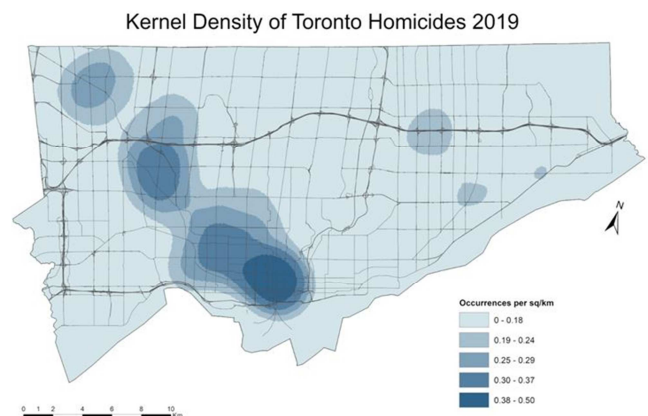 Kernel Density of Toronto Homicides 2019
N
Occurrences per sq/km
0 - 0.18
0.19 - 0.24
0.25 - 0.29
0.30 - 0.37
0.38 - 0.50
0 1 2 4 6 8 10
Km